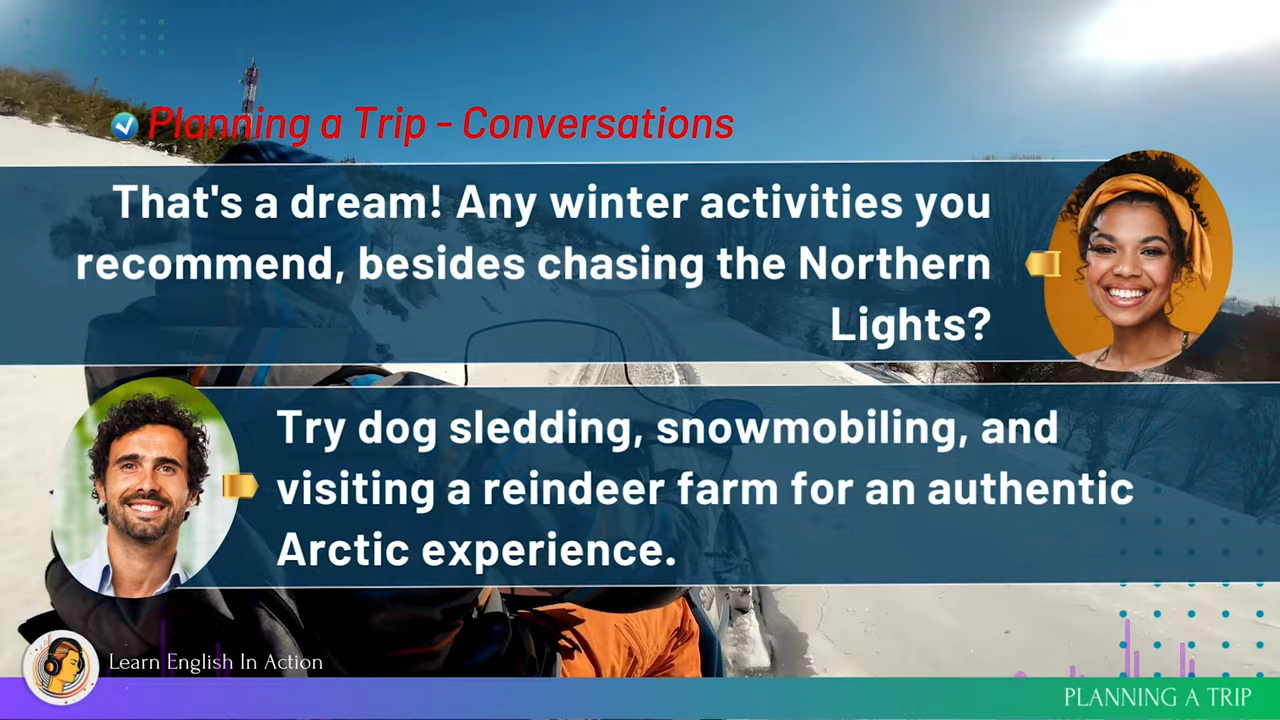 Planning a Trip - Conversations
That's a dream! Any winter activities you
recommend, besides chasing the Northern
Lights?
Try dog sledding, snowmobiling, and
visiting a reindeer farm for an authentic
Arctic experience.
Learn English In Action
PLANNING A TRIP